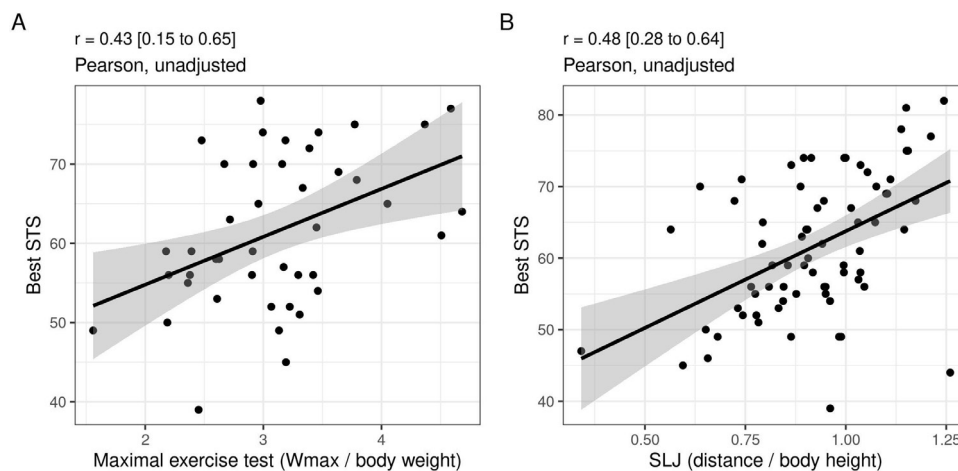 A
r = 0.43 [0.15 to 0.65]
Pearson, unadjusted
Best STS
70
60
50
40
2
3
4
Maximal exercise test (Wmax / body weight)
B
r = 0.48 [0.28 to 0.64]
Pearson, unadjusted
Best STS
80
70
60
50
40
0.50
0.75
1.00
1.25
SLJ (distance / body height)